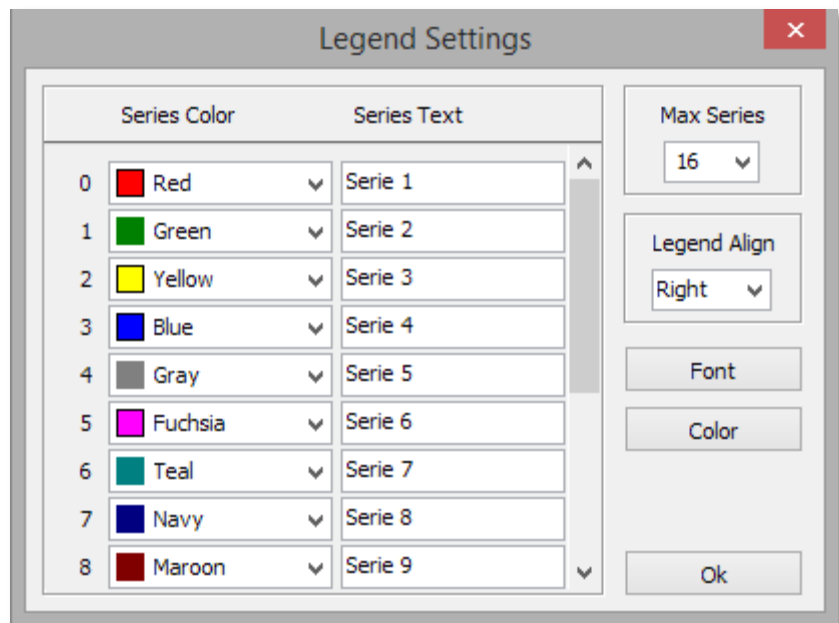 Legend Settings
Series Color Series Text
0 Red Serie 1
1 Green Serie 2
2 Yellow Serie 3
3 Blue Serie 4
4 Gray Serie 5
5 Fuchsia Serie 6
6 Teal Serie 7
7 Navy Serie 8
8 Maroon Serie 9
Max Series
16
Legend Align
Right
Font
Color
Ok